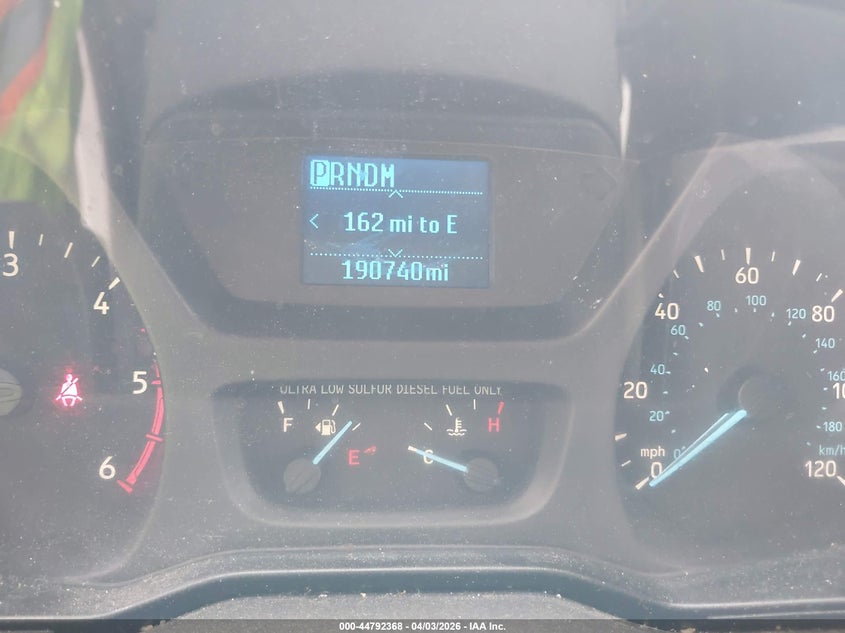 PRNDM
162 mi to E
190740mi
3
4
5
6
ULTRA LOW SULFUR DIESEL FUEL ONLY
F
E
C
H
0
20
40
60
80
120
mph
0
20
40
60
80
100
120
140
160
180
km/h
000-44792368 - 04/03/2026 - IAA Inc.